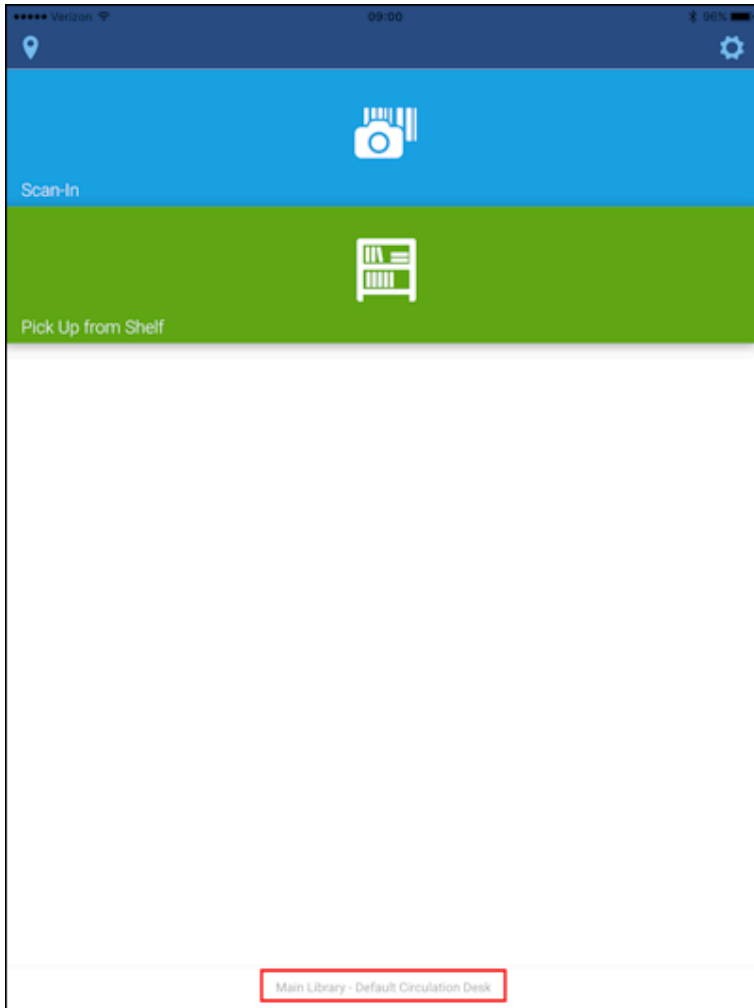 Verizon 09:00 96%
Scan-In
Pick Up from Shelf
Main Library - Default Circulation Desk